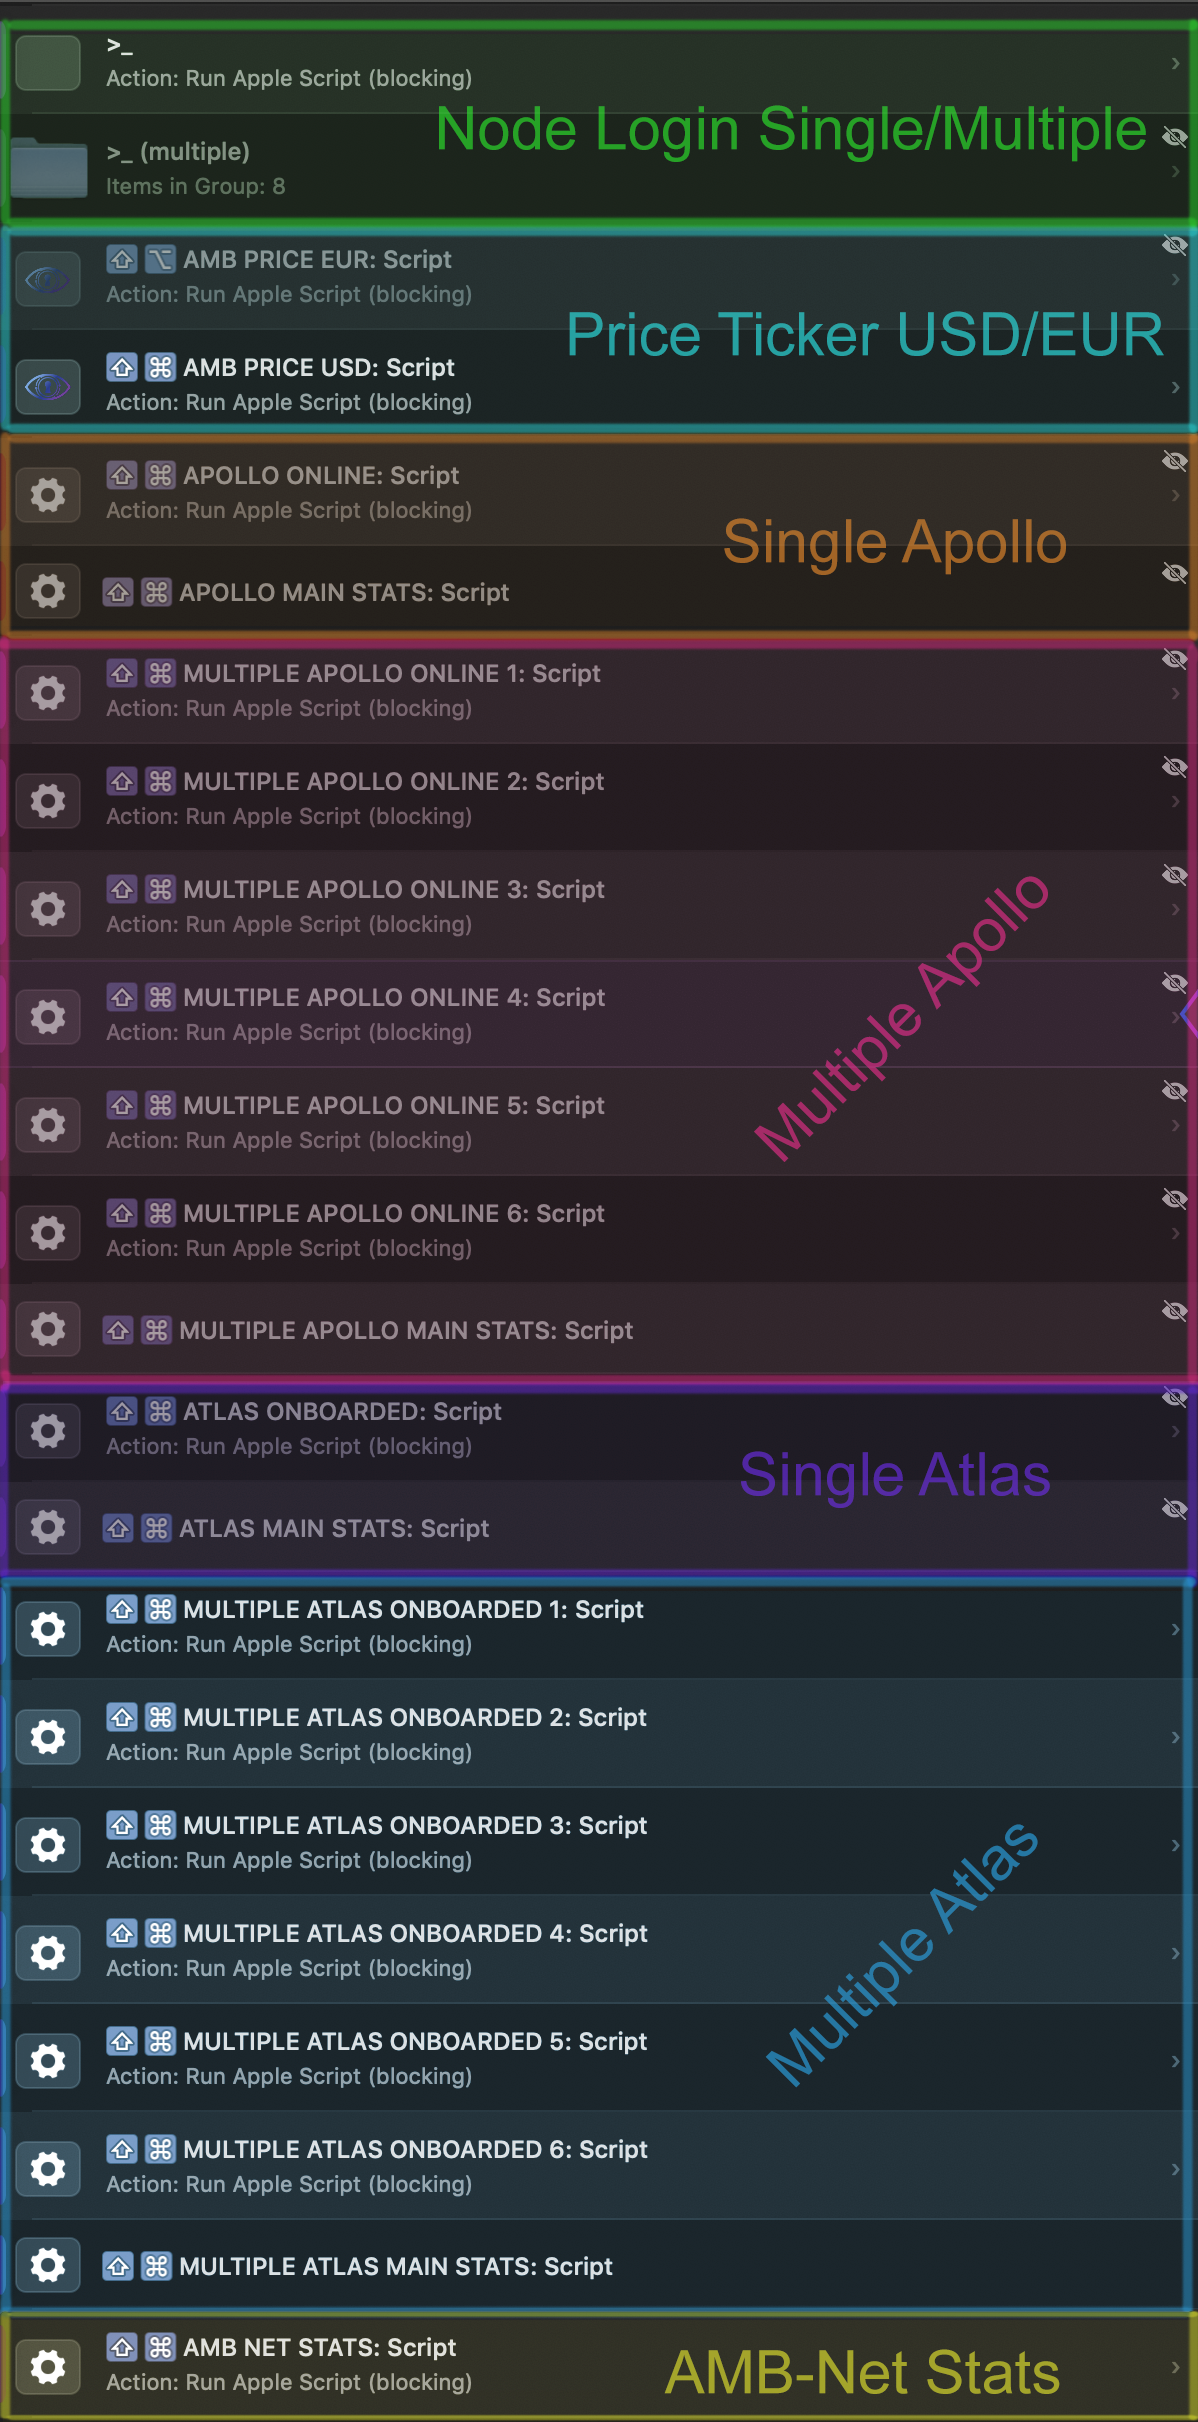 >_
Action: Run Apple Script (blocking)
Node Login Single/Multiple
>_ (multiple)
Items in Group: 8
⇧ ⌥ AMB PRICE EUR: Script
Action: Run Apple Script (blocking)
Price Ticker USD/EUR
⇧ ⌘ AMB PRICE USD: Script
Action: Run Apple Script (blocking)
⇧ ⌘ APOLLO ONLINE: Script
Action: Run Apple Script (blocking)
Single Apollo
⇧ ⌘ APOLLO MAIN STATS: Script
⇧ ⌘ MULTIPLE APOLLO ONLINE 1: Script
Action: Run Apple Script (blocking)
⇧ ⌘ MULTIPLE APOLLO ONLINE 2: Script
Action: Run Apple Script (blocking)
⇧ ⌘ MULTIPLE APOLLO ONLINE 3: Script
Action: Run Apple Script (blocking)
⇧ ⌘ MULTIPLE APOLLO ONLINE 4: Script
Action: Run Apple Script (blocking)
Multiple Apollo
⇧ ⌘ MULTIPLE APOLLO ONLINE 5: Script
Action: Run Apple Script (blocking)
⇧ ⌘ MULTIPLE APOLLO ONLINE 6: Script
Action: Run Apple Script (blocking)
⇧ ⌘ MULTIPLE APOLLO MAIN STATS: Script
⇧ ⌘ ATLAS ONBOARDED: Script
Action: Run Apple Script (blocking)
Single Atlas
⇧ ⌘ ATLAS MAIN STATS: Script
⇧ ⌘ MULTIPLE ATLAS ONBOARDED 1: Script
Action: Run Apple Script (blocking)
⇧ ⌘ MULTIPLE ATLAS ONBOARDED 2: Script
Action: Run Apple Script (blocking)
⇧ ⌘ MULTIPLE ATLAS ONBOARDED 3: Script
Action: Run Apple Script (blocking)
⇧ ⌘ MULTIPLE ATLAS ONBOARDED 4: Script
Action: Run Apple Script (blocking)
Multiple Atlas
⇧ ⌘ MULTIPLE ATLAS ONBOARDED 5: Script
Action: Run Apple Script (blocking)
⇧ ⌘ MULTIPLE ATLAS ONBOARDED 6: Script
Action: Run Apple Script (blocking)
⇧ ⌘ MULTIPLE ATLAS MAIN STATS: Script
⇧ ⌘ AMB NET STATS: Script
Action: Run Apple Script (blocking)
AMB-Net Stats